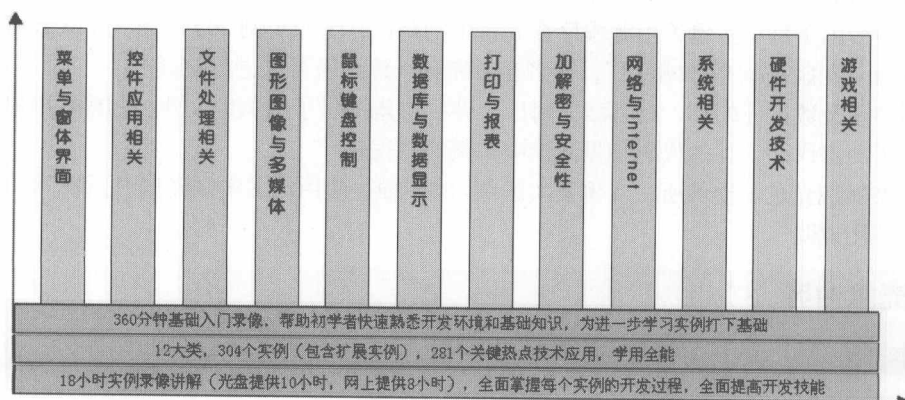 菜单与窗体界面
控件应用相关
文件处理相关
图形图像与多媒体
鼠标键盘控制
数据库与数据显示
打印与报表
加解密与安全性
网络与Internet
系统相关
硬件开发技术
游戏相关
360分钟基础入门录像，帮助初学者快速熟悉开发环境和基础知识，为进一步学习实例打下基础
12大类，304个实例（包含扩展实例），281个关键热点技术应用，学用全能
18小时实例录像讲解（光盘提供10小时，网上提供8小时），全面掌握每个实例的开发过程，全面提高开发技能